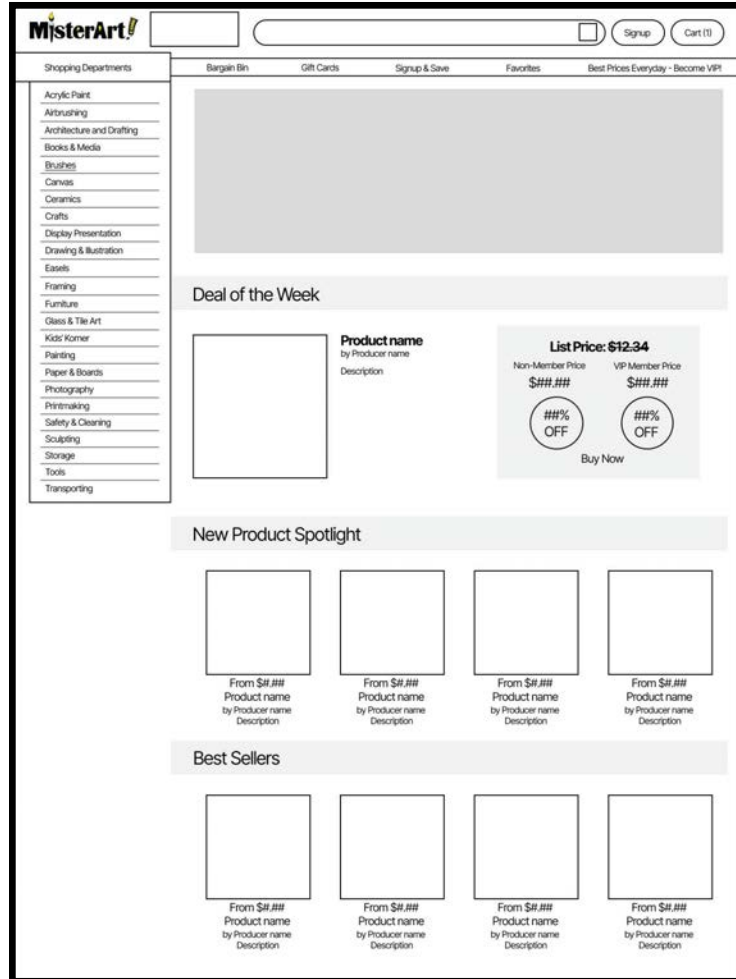 MisterArt!
Signup
Cart (1)
Shopping Departments
Bargain Bin
Gift Cards
Signup & Save
Favorites
Best Prices Everyday - Become VIP!
Acrylic Paint
Airbrushing
Architecture and Drafting
Books & Media
Brushes
Canvas
Ceramics
Crafts
Display Presentation
Drawing & Illustration
Easels
Framing
Furniture
Glass & Tile Art
Kids' Korner
Painting
Paper & Boards
Photography
Printmaking
Safety & Cleaning
Sculpting
Storage
Tools
Transporting
Deal of the Week
Product name
by Producer name
Description
List Price: $12.34
Non-Member Price
VIP Member Price
$##.##
$##.##
##%
OFF
##%
OFF
Buy Now
New Product Spotlight
From $#.##
Product name
by Producer name
Description
From $#.##
Product name
by Producer name
Description
From $#.##
Product name
by Producer name
Description
From $#.##
Product name
by Producer name
Description
Best Sellers
From $#.##
Product name
by Producer name
Description
From $#.##
Product name
by Producer name
Description
From $#.##
Product name
by Producer name
Description
From $#.##
Product name
by Producer name
Description